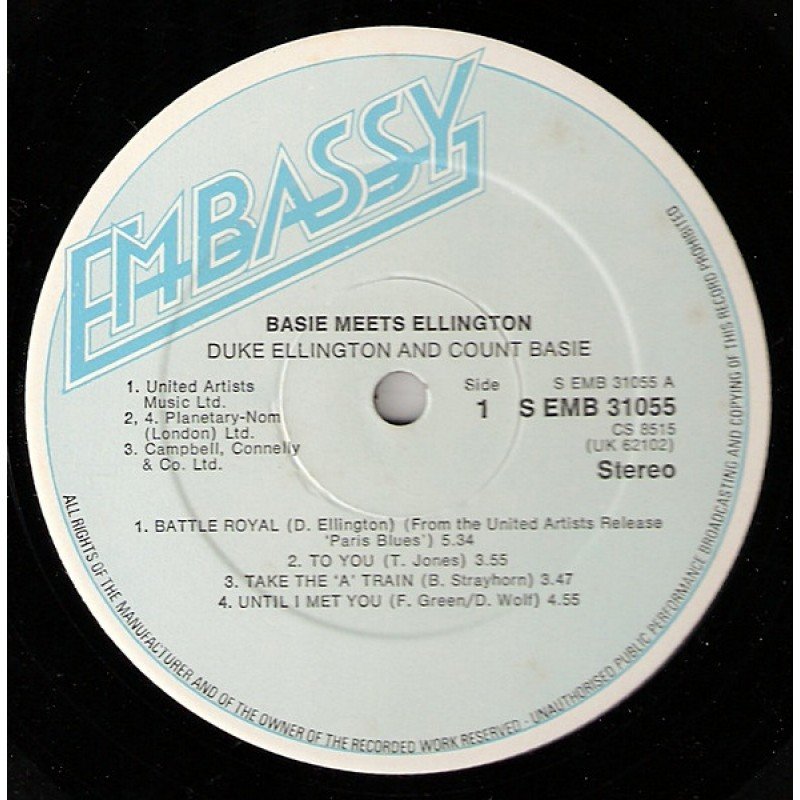 EMBASSY
BASIE MEETS ELLINGTON
DUKE ELLINGTON AND COUNT BASIE
1. United Artists
Music Ltd.
2, 4. Planetary-Nom
(London) Ltd.
3. Campbell, Connelly
& Co. Ltd.
Side
1
S EMB 31055 A
S EMB 31055
CS 8515
(UK 62102)
Stereo
1. BATTLE ROYAL (D. Ellington) (From the United Artists Release
'Paris Blues') 5.34
2. TO YOU (T. Jones) 3.55
3. TAKE THE 'A' TRAIN (B. Strayhorn) 3.47
4. UNTIL I MET YOU (F. Green/D. Wolf) 4.55
ALL RIGHTS OF THE MANUFACTURER AND OF THE OWNER OF THE RECORDED WORK RESERVED - UNAUTHORISED PUBLIC PERFORMANCE BROADCASTING AND COPYING OF THIS RECORD PROHIBITED